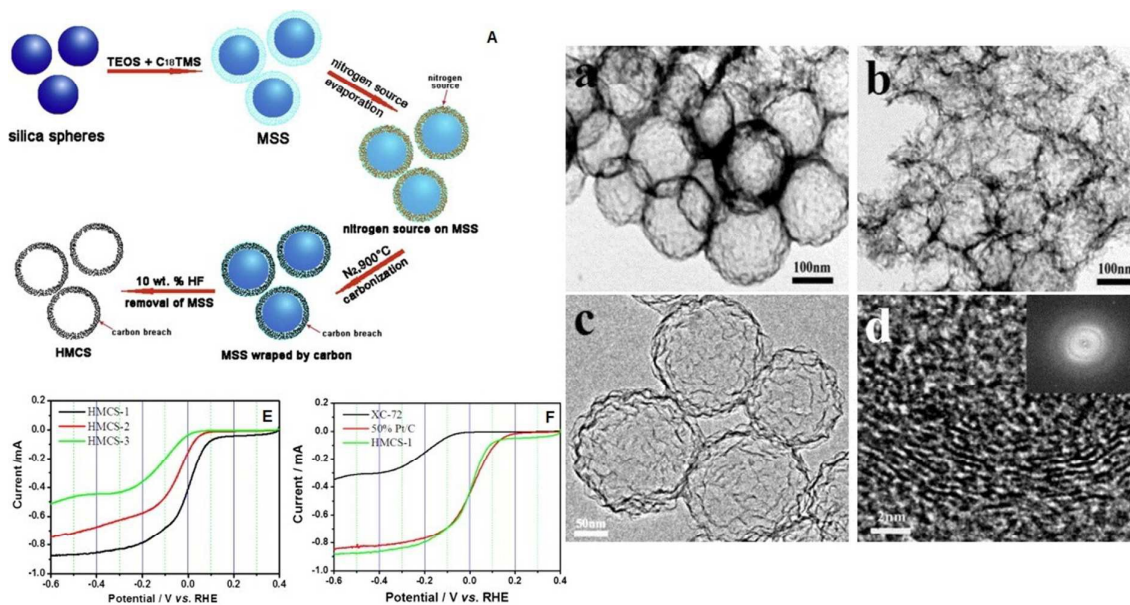 A
TEOS + C18TMS
silica spheres
MSS
nitrogen source
evaporation
nitrogen
source
nitrogen source on MSS
N2,900°C
carbonization
MSS wraped by carbon
carbon breach
10 wt. % HF
removal of MSS
HMCS
carbon breach
a
100nm
b
100nm
c
50nm
d
2nm
E
HMCS-1
HMCS-2
HMCS-3
0.2
0.0
-0.2
-0.4
-0.6
-0.8
-1.0
Current /mA
-0.6 -0.4 -0.2 0.0 0.2 0.4
Potential / V vs. RHE
F
XC-72
50% Pt/C
HMCS-1
0.2
0.0
-0.2
-0.4
-0.6
-0.8
-1.0
Current / mA
-0.6 -0.4 -0.2 0.0 0.2 0.4
Potential / V vs. RHE